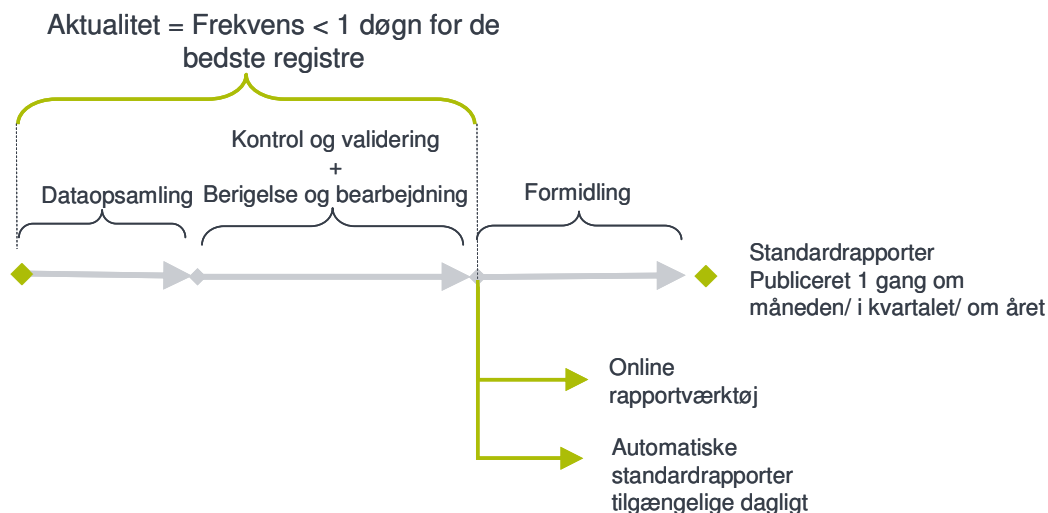 Aktualitet = Frekvens < 1 døgn for de
bedste registre
Kontrol og validering
+
Berigelse og bearbejdning
Dataopsamling
Formidling
Standardrapporter
Publiceret 1 gang om
måneden/ i kvartalet/ om året
Online
rapportværktøj
Automatiske
standardrapporter
tilgængelige dagligt